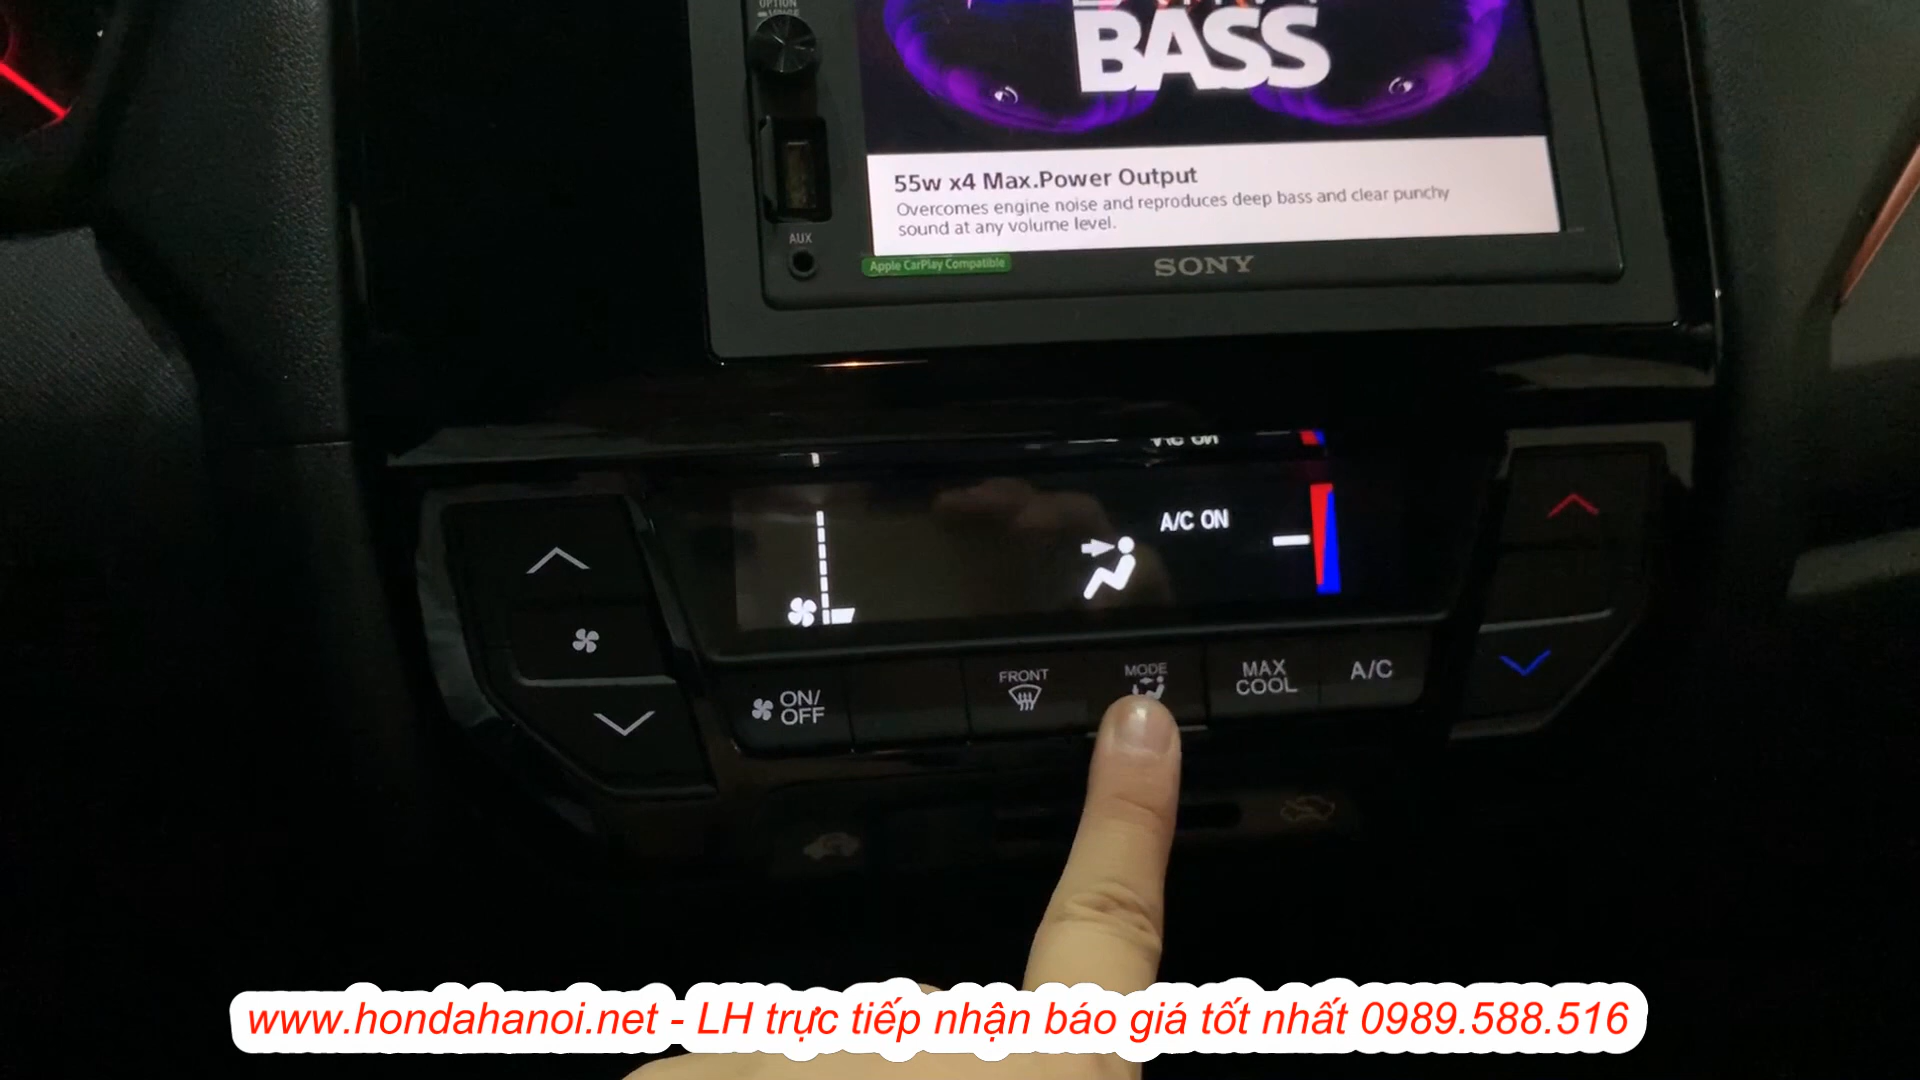 OPTION
BASS
55w x4 Max.Power Output
Overcomes engine noise and reproduces deep bass and clear punchy
sound at any volume level.
AUX
Apple CarPlay Compatible
SONY
A/C ON
A/C ON
ON/
OFF
FRONT
MODE
MAX
COOL
A/C
www.hondahanoi.net - LH trực tiếp nhận báo giá tốt nhất 0989.588.516